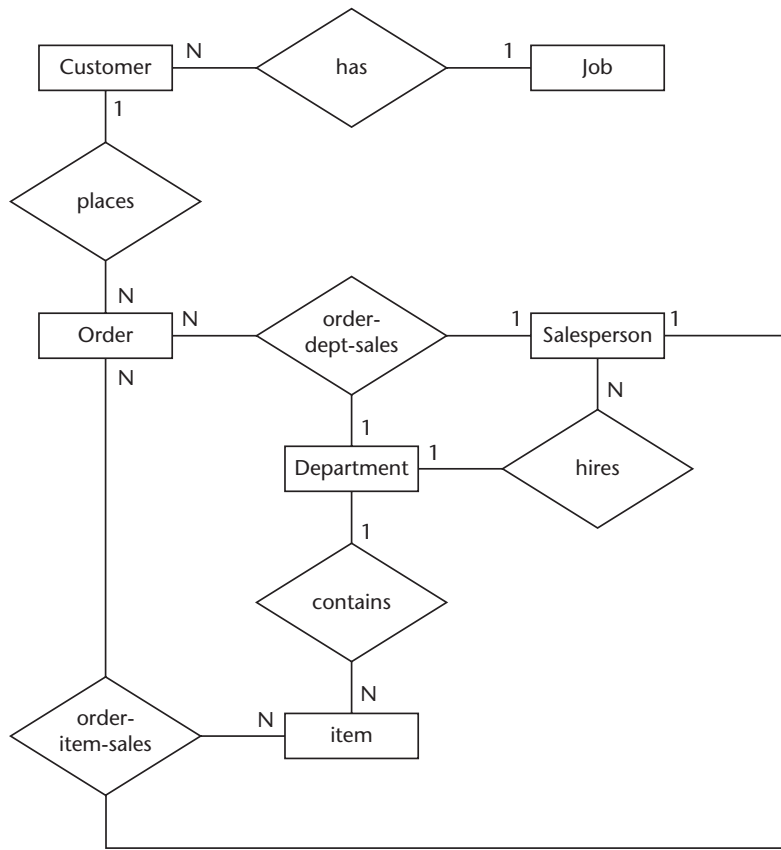 N
1
Customer
has
Job
1
places
N
N
1
1
Order
order-
dept-sales
Salesperson
N
N
1
1
Department
hires
1
contains
N
order-
item-sales
N
item